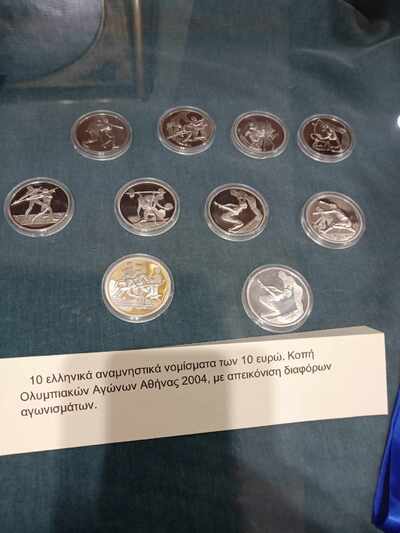 10 ελληνικά αναμνηστικά νομίσματα των 10 ευρώ. Κοπή
Ολυμπιακών Αγώνων Αθήνας 2004, με απεικόνιση διαφόρων
αγωνισμάτων.